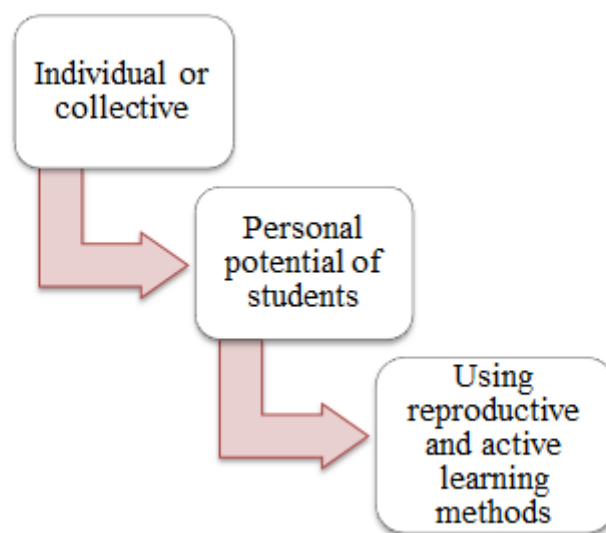 Individual or
collective
Personal
potential of
students
Using
reproductive
and active
learning
methods